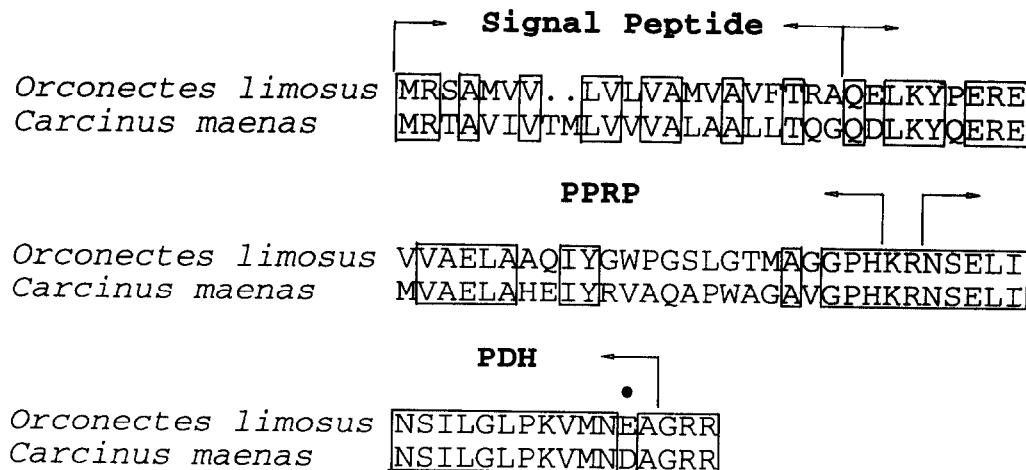 Signal Peptide
Orconectes limosus MRSAMVV..LVLVAMVAVFTRAQELKYPERE
Carcinus maenas MRTAVIVTMLVVVALAALLTQGQDLKYQERE
PPRP
Orconectes limosus VVAELAAQIYGWPGSLGTMAGGPHKRNSELI
Carcinus maenas MVAELAHEIYRVAQAPWAGAVGPHKRNSELI
PDH
Orconectes limosus NSILGLPKVMNEAGRR
Carcinus maenas NSILGLPKVMNDAGRR